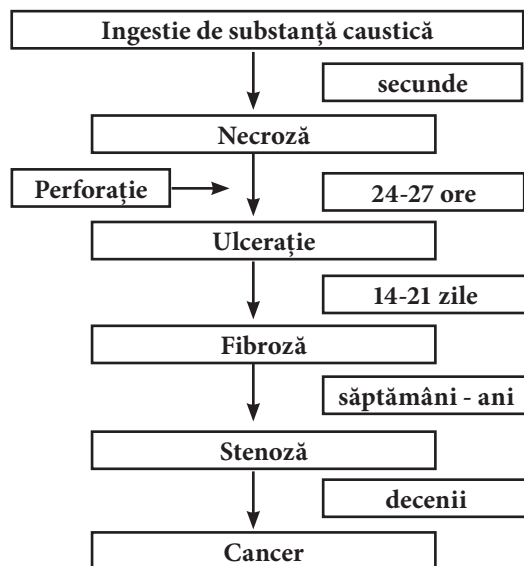 Ingestie de substanță caustică
secunde
Necroză
Perforație
24-27 ore
Ulcerație
14-21 zile
Fibroză
săptămâni - ani
Stenoză
decenii
Cancer